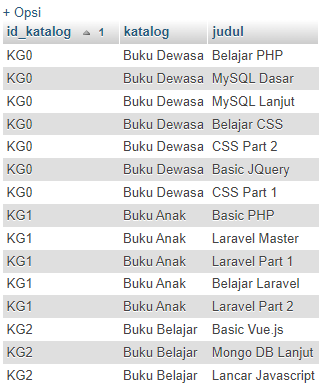 + Opsi
id_katalog 1 katalog judul
KG0 Buku Dewasa Belajar PHP
KG0 Buku Dewasa MySQL Dasar
KG0 Buku Dewasa MySQL Lanjut
KG0 Buku Dewasa Belajar CSS
KG0 Buku Dewasa CSS Part 2
KG0 Buku Dewasa Basic JQuery
KG0 Buku Dewasa CSS Part 1
KG1 Buku Anak Basic PHP
KG1 Buku Anak Laravel Master
KG1 Buku Anak Laravel Part 1
KG1 Buku Anak Belajar Laravel
KG1 Buku Anak Laravel Part 2
KG2 Buku Belajar Basic Vue.js
KG2 Buku Belajar Mongo DB Lanjut
KG2 Buku Belajar Lancar Javascript